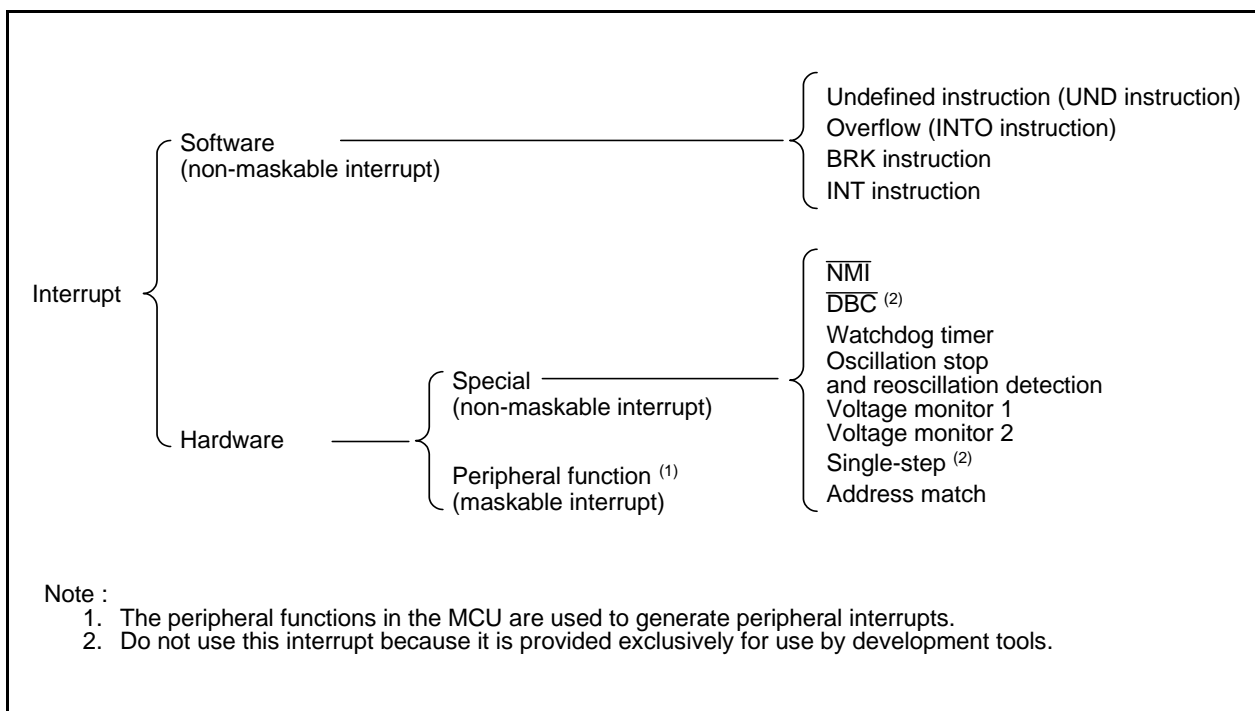 Interrupt
Software
(non-maskable interrupt)
Undefined instruction (UND instruction)
Overflow (INTO instruction)
BRK instruction
INT instruction
Hardware
Special
(non-maskable interrupt)
N̅M̅I̅
D̅B̅C̅ (2)
Watchdog timer
Oscillation stop
and reoscillation detection
Voltage monitor 1
Voltage monitor 2
Single-step (2)
Address match
Peripheral function (1)
(maskable interrupt)
Note :
1. The peripheral functions in the MCU are used to generate peripheral interrupts.
2. Do not use this interrupt because it is provided exclusively for use by development tools.